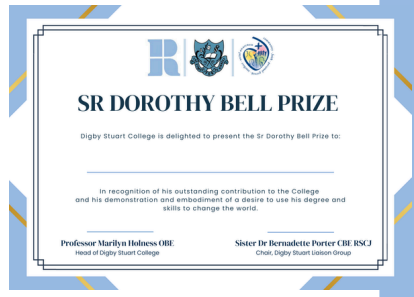 SR DOROTHY BELL PRIZE
Digby Stuart College is delighted to present the Sr Dorothy Bell Prize to:
In recognition of his outstanding contribution to the College
and his demonstration and embodiment of a desire to use his degree and
skills to change the world.
Professor Marilyn Holness OBE
Head of Digby Stuart College
Sister Dr Bernadette Porter CBE RSCJ
Chair, Digby Stuart Liaison Group